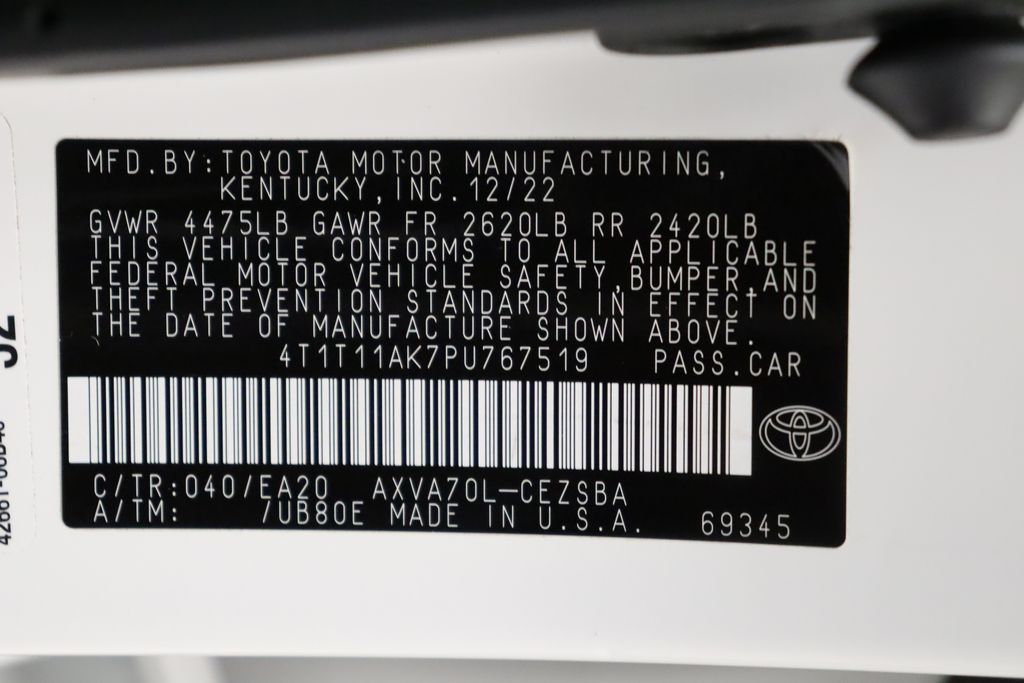 MFD.BY:TOYOTA MOTOR MANUFACTURING,
KENTUCKY,INC.12/22
GVWR 4475LB GAWR FR 2620LB RR 2420LB
THIS VEHICLE CONFORMS TO ALL APPLICABLE
FEDERAL MOTOR VEHICLE SAFETY,BUMPER,AND
THEFT PREVENTION STANDARDS IN EFFECT ON
THE DATE OF MANUFACTURE SHOWN ABOVE.
4T1T11AK7PU767519 PASS.CAR
C/TR:040/EA20 AXVA70L-CEZSBA
A/TM: /UB80E MADE IN U.S.A. 69345